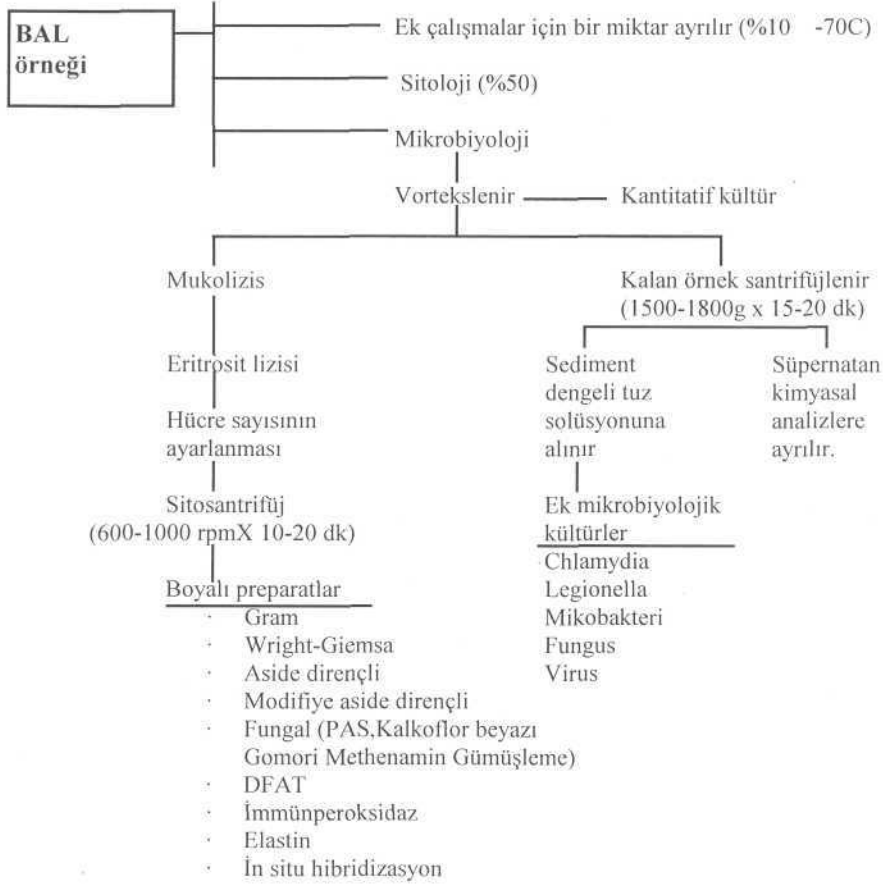 BAL
örneği
Ek çalışmalar için bir miktar ayrılır (%10 -70C)
Sitoloji (%50)
Mikrobiyoloji
Vortekslenir
Kantitatif kültür
Mukolizis
Eritrosit lizisi
Hücre sayısının
ayarlanması
Sitosantrifüj
(600-1000 rpmX 10-20 dk)
Boyalı preparatlar
· Gram
· Wright-Giemsa
· Aside dirençli
· Modifiye aside dirençli
· Fungal (PAS,Kalkoflor beyazı
Gomori Methenamin Gümüşleme)
· DFAT
· İmmünperoksidaz
· Elastin
· İn situ hibridizasyon
Kalan örnek santrifüjlenir
(1500-1800g x 15-20 dk)
Sediment
dengeli tuz
solüsyonuna
alınır
Ek mikrobiyolojik
kültürler
Chlamydia
Legionella
Mikobakteri
Fungus
Virus
Süpernatan
kimyasal
analizlere
ayrılır.